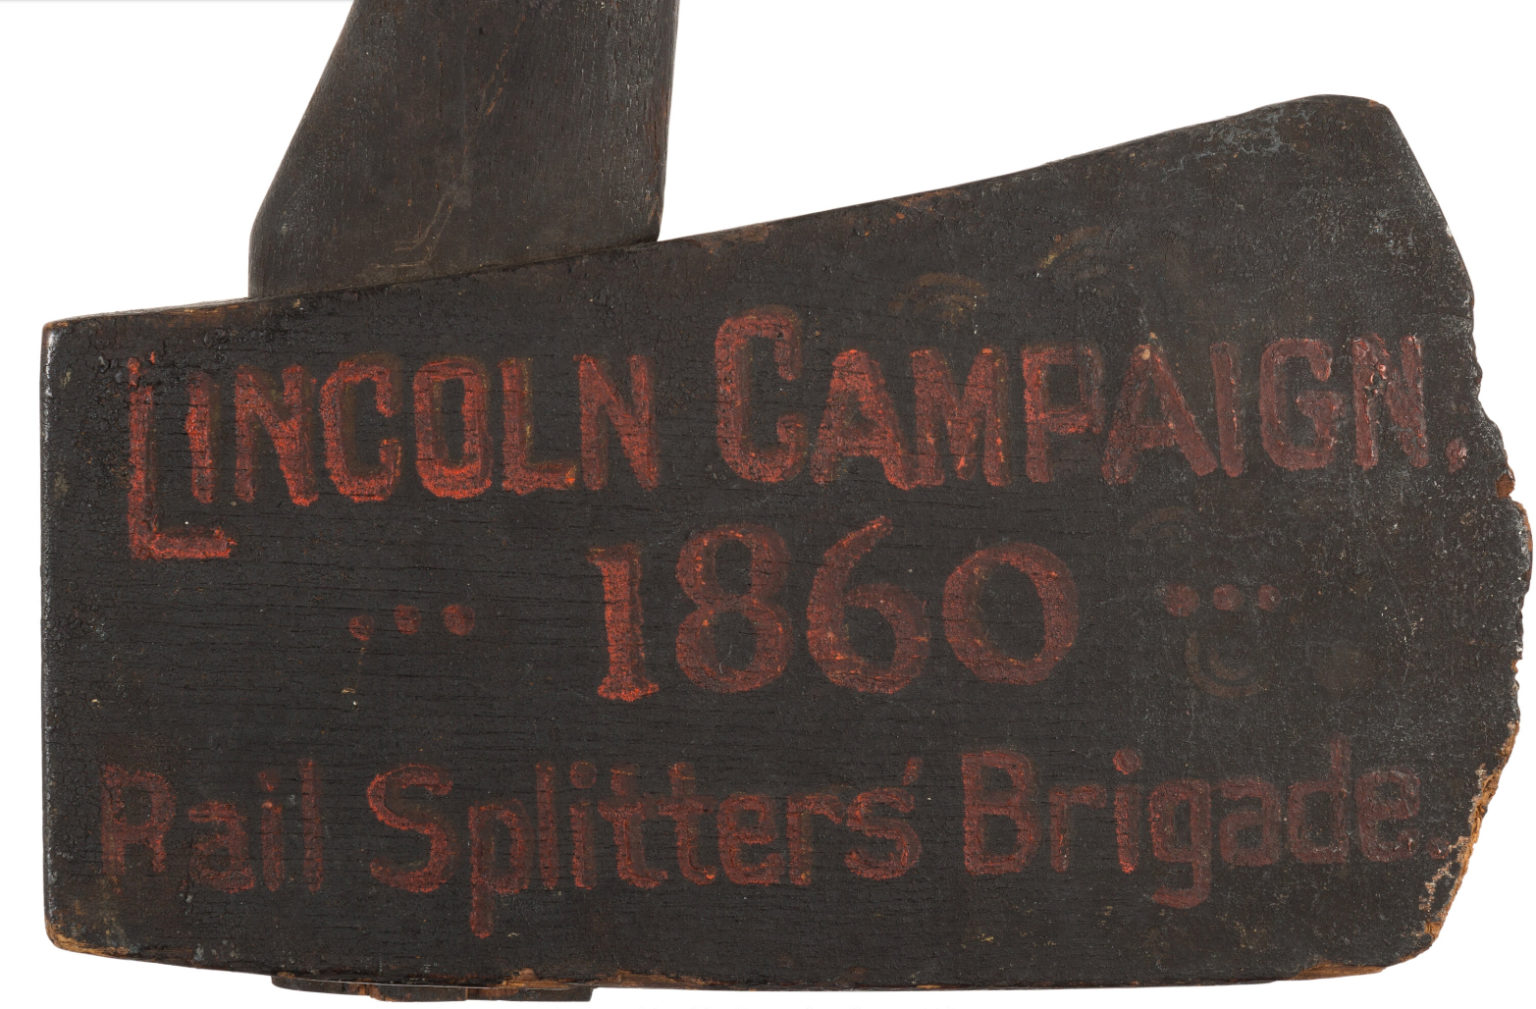 LINCOLN CAMPAIGN.
... 1860 ...
Rail Splitters' Brigade.